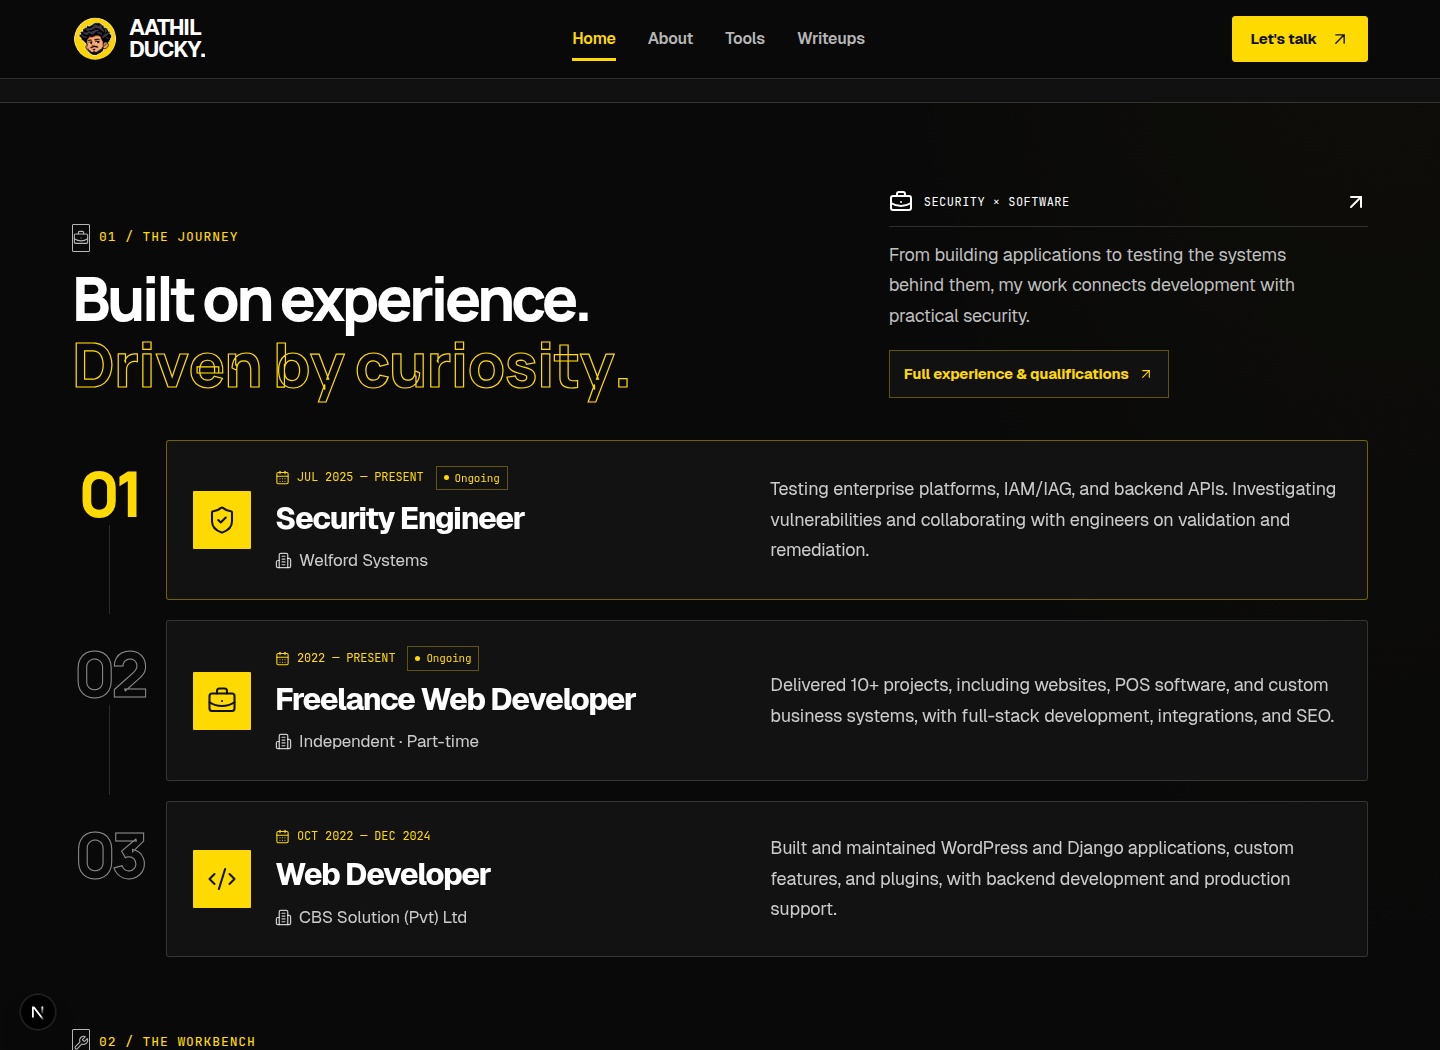 AATHIL
DUCKY.
Home
About
Tools
Writeups
Let's talk
01 / THE JOURNEY
Built on experience.
Driven by curiosity.
SECURITY × SOFTWARE
From building applications to testing the systems
behind them, my work connects development with
practical security.
Full experience & qualifications
01
JUL 2025 — PRESENT
Ongoing
Security Engineer
Welford Systems
Testing enterprise platforms, IAM/IAG, and backend APIs. Investigating
vulnerabilities and collaborating with engineers on validation and
remediation.
02
2022 — PRESENT
Ongoing
Freelance Web Developer
Independent · Part-time
Delivered 10+ projects, including websites, POS software, and custom
business systems, with full-stack development, integrations, and SEO.
03
OCT 2022 — DEC 2024
Web Developer
CBS Solution (Pvt) Ltd
Built and maintained WordPress and Django applications, custom
features, and plugins, with backend development and production
support.
N
02 / THE WORKBENCH